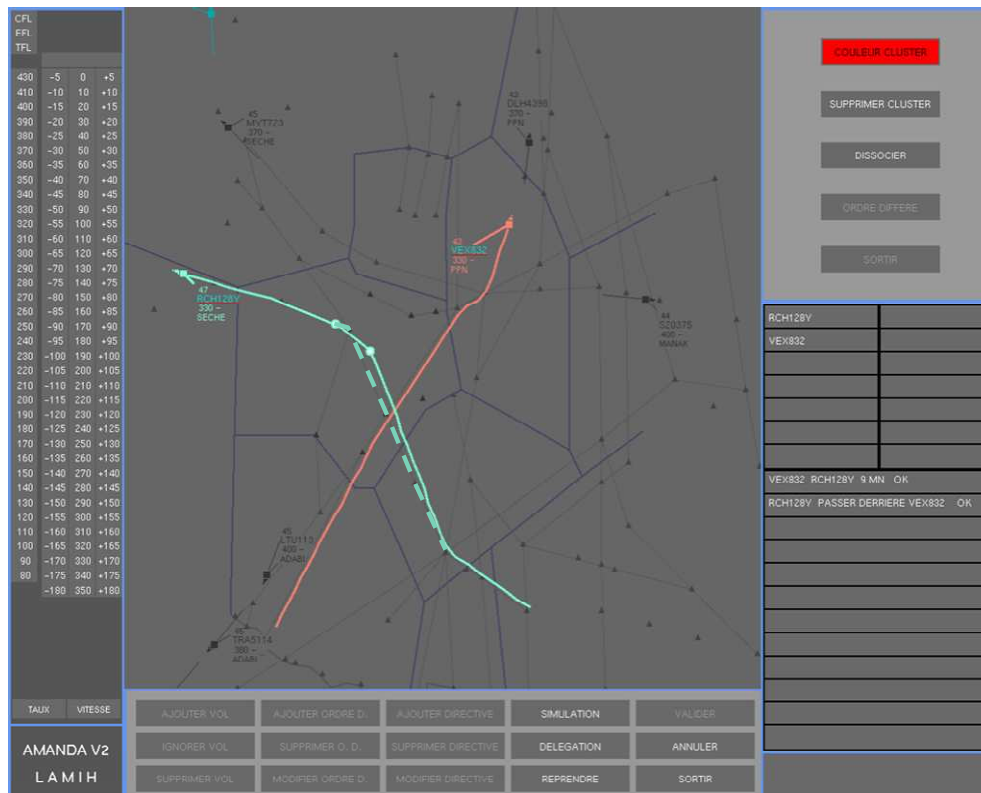 CFL
EFL
TFL
430 -5 0 +5
410 -10 10 +10
400 -15 20 +15
390 -20 30 +20
380 -25 40 +25
370 -30 50 +30
360 -35 60 +35
350 -40 70 +40
340 -45 80 +45
330 -50 90 +50
320 -55 100 +55
310 -60 110 +60
300 -65 120 +65
290 -70 130 +70
280 -75 140 +75
270 -80 150 +80
260 -85 160 +85
250 -90 170 +90
240 -95 180 +95
230 -100 190 +100
220 -105 200 +105
210 -110 210 +110
200 -115 220 +115
190 -120 230 +120
180 -125 240 +125
170 -130 250 +130
160 -135 260 +135
150 -140 270 +140
140 -145 280 +145
130 -150 290 +150
120 -155 300 +155
110 -160 310 +160
100 -165 320 +165
90 -170 330 +170
80 -175 340 +175
-180 350 +180
TAUX VITESSE
AMANDA V2
LAMIH
45
MYT723
370 -
SECHE
DLH4398
370 -
PPN
VEX832
330 -
PPN
47
RCH128Y
330 -
SECHE
44
SZ0375
400 -
MANAK
45
LTU113
400 -
ADABI
TRA5114
380 -
ADABI
COULEUR CLUSTER
SUPPRIMER CLUSTER
DISSOCIER
ORDRE DIFFERE
SORTIR
RCH128Y
VEX832
VEX832 RCH128Y 9 MN OK
RCH128Y PASSER DERRIERE VEX832 OK
AJOUTER VOL AJOUTER ORDRE D. AJOUTER DIRECTIVE SIMULATION VALIDER
IGNORER VOL SUPPRIMER O. D. SUPPRIMER DIRECTIVE DELEGATION ANNULER
SUPPRIMER VOL MODIFIER ORDRE D. MODIFIER DIRECTIVE REPRENDRE SORTIR